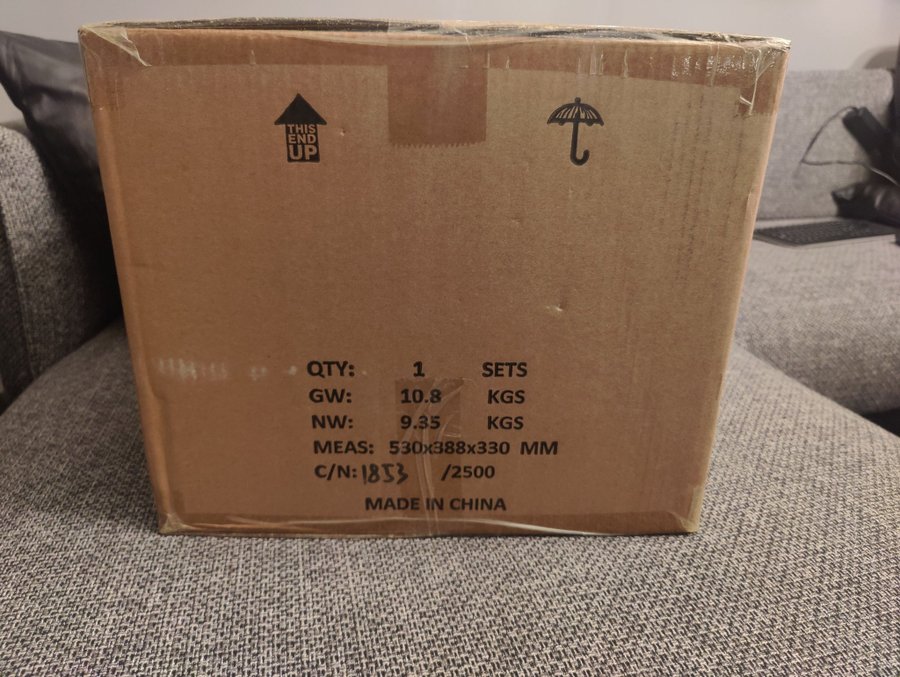 THIS
END
UP
QTY: 1 SETS
GW: 10.8 KGS
NW: 9.35 KGS
MEAS: 530x388x330 MM
C/N: 1853 /2500
MADE IN CHINA